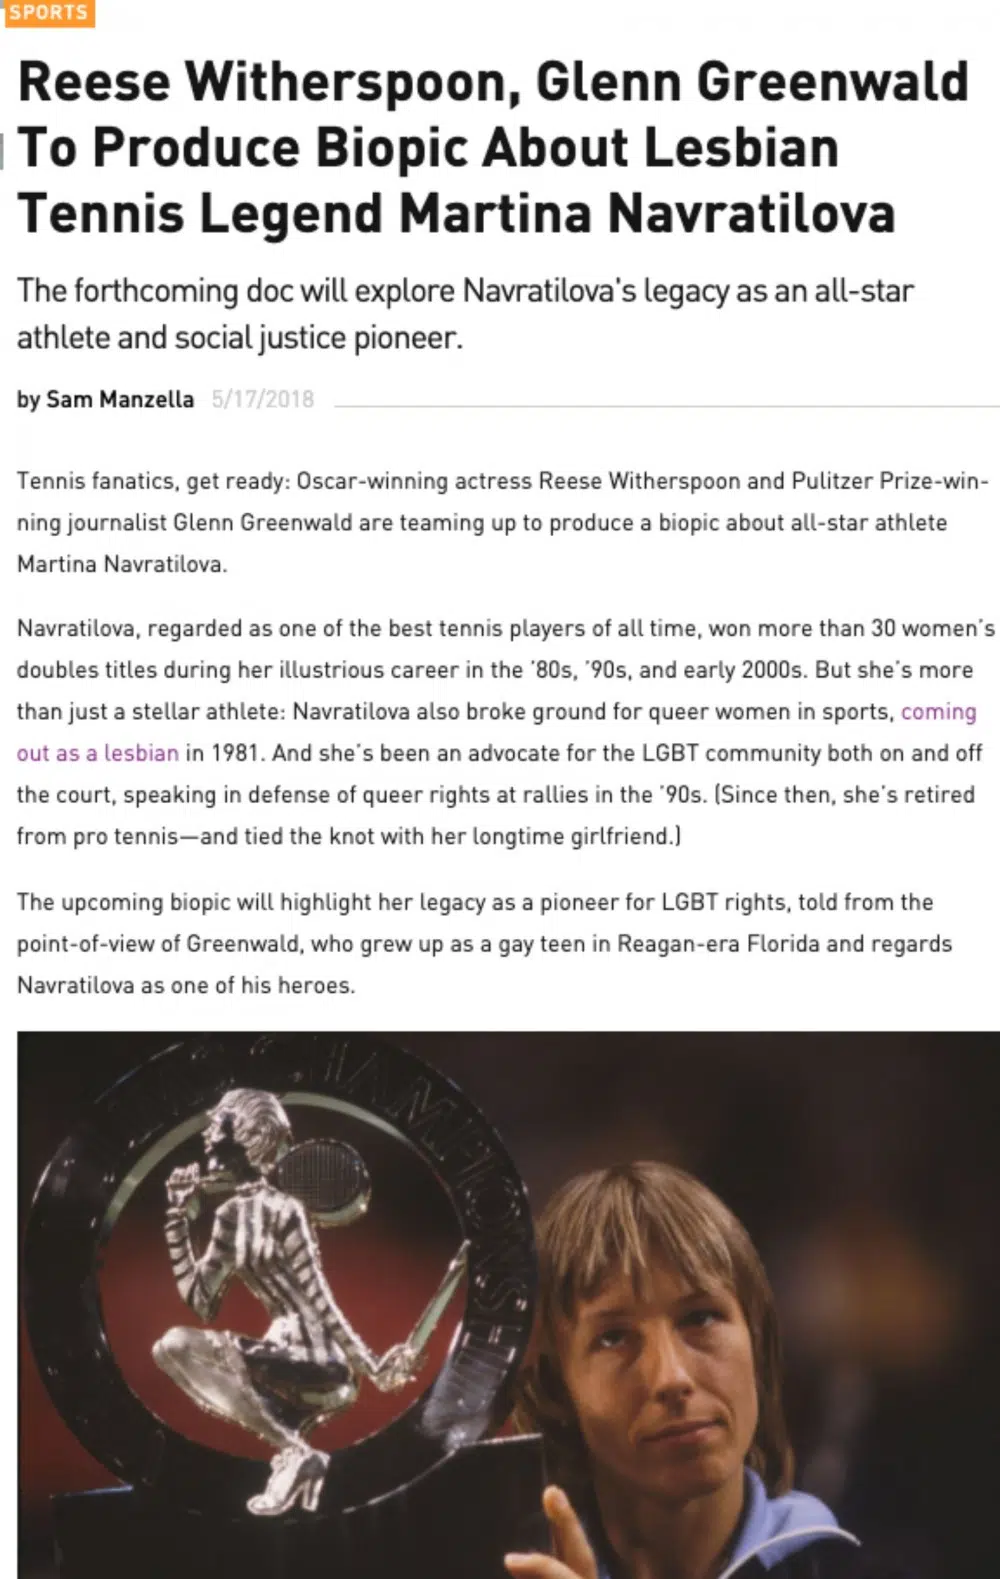 SPORTS
Reese Witherspoon, Glenn Greenwald
To Produce Biopic About Lesbian
Tennis Legend Martina Navratilova
The forthcoming doc will explore Navratilova's legacy as an all-star
athlete and social justice pioneer.
by Sam Manzella 5/17/2018
Tennis fanatics, get ready: Oscar-winning actress Reese Witherspoon and Pulitzer Prize-win-
ning journalist Glenn Greenwald are teaming up to produce a biopic about all-star athlete
Martina Navratilova.
Navratilova, regarded as one of the best tennis players of all time, won more than 30 women's
doubles titles during her illustrious career in the '80s, '90s, and early 2000s. But she's more
than just a stellar athlete: Navratilova also broke ground for queer women in sports, coming
out as a lesbian in 1981. And she's been an advocate for the LGBT community both on and off
the court, speaking in defense of queer rights at rallies in the '90s. (Since then, she's retired
from pro tennis—and tied the knot with her longtime girlfriend.)
The upcoming biopic will highlight her legacy as a pioneer for LGBT rights, told from the
point-of-view of Greenwald, who grew up as a gay teen in Reagan-era Florida and regards
Navratilova as one of his heroes.